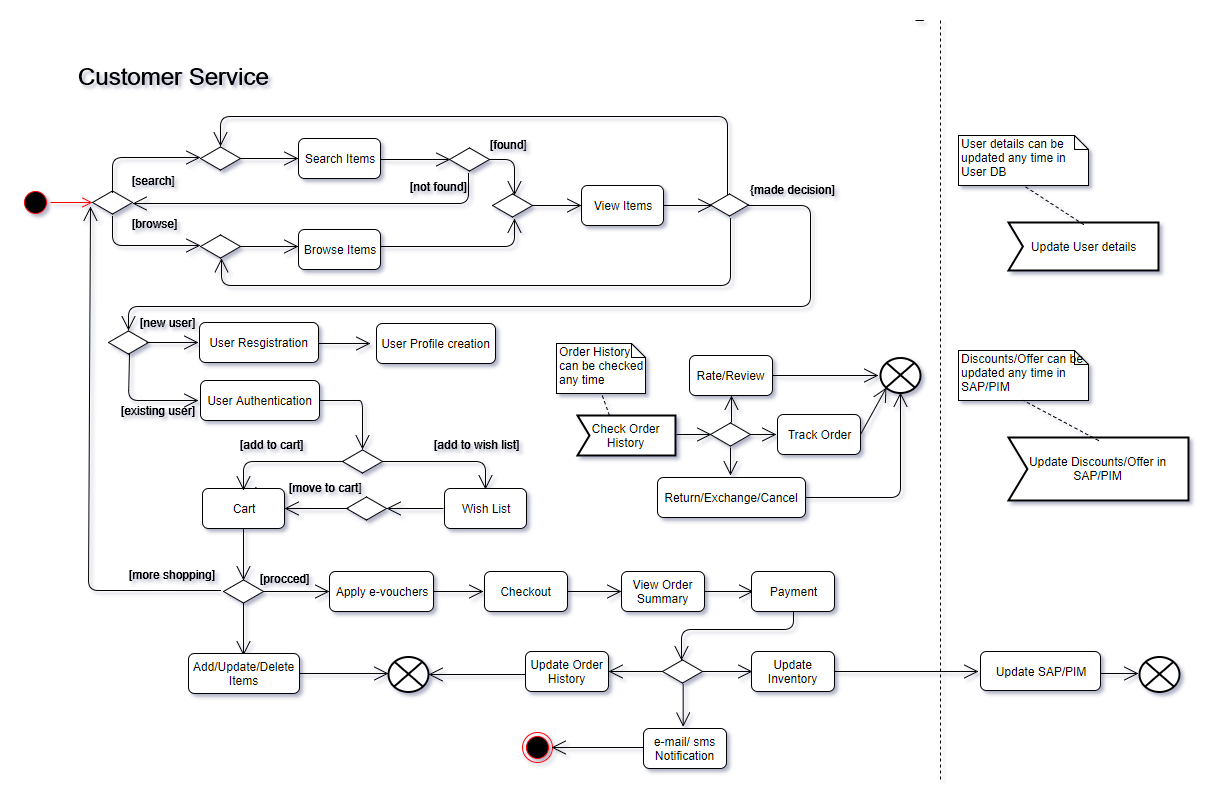 Customer Service
User details can be
updated any time in
User DB
[found]
Search Items
[search]
[not found]
{made decision]
View Items
[browse]
Browse Items
Update User details
[new user]
User Resgistration
User Profile creation
Order History
can be checked
any time
Discounts/Offer can be
updated any time in
SAP/PIM
Rate/Review
User Authentication
[existing user]
Check Order
History
Track Order
[add to cart]
[add to wish list]
Update Discounts/Offer in
SAP/PIM
[move to cart]
Cart
Wish List
Return/Exchange/Cancel
[more shopping]
[procced]
Apply e-vouchers
Checkout
View Order
Summary
Payment
Add/Update/Delete
Items
Update Order
History
Update
Inventory
Update SAP/PIM
e-mail/ sms
Notification